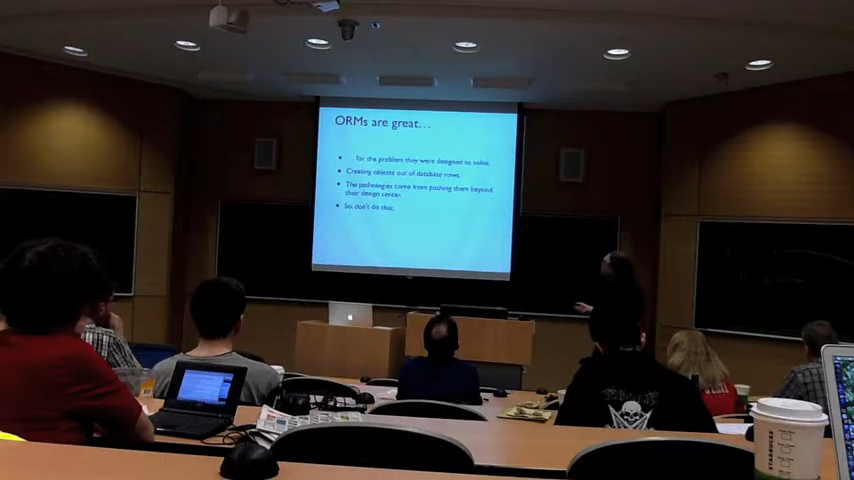 ORMs are great…
• … for the problem they were designed to solve.
• Creating objects out of database rows.
• The pathologies come from pushing them beyond
their design center.
• So, don't do that.
STARBUCKS